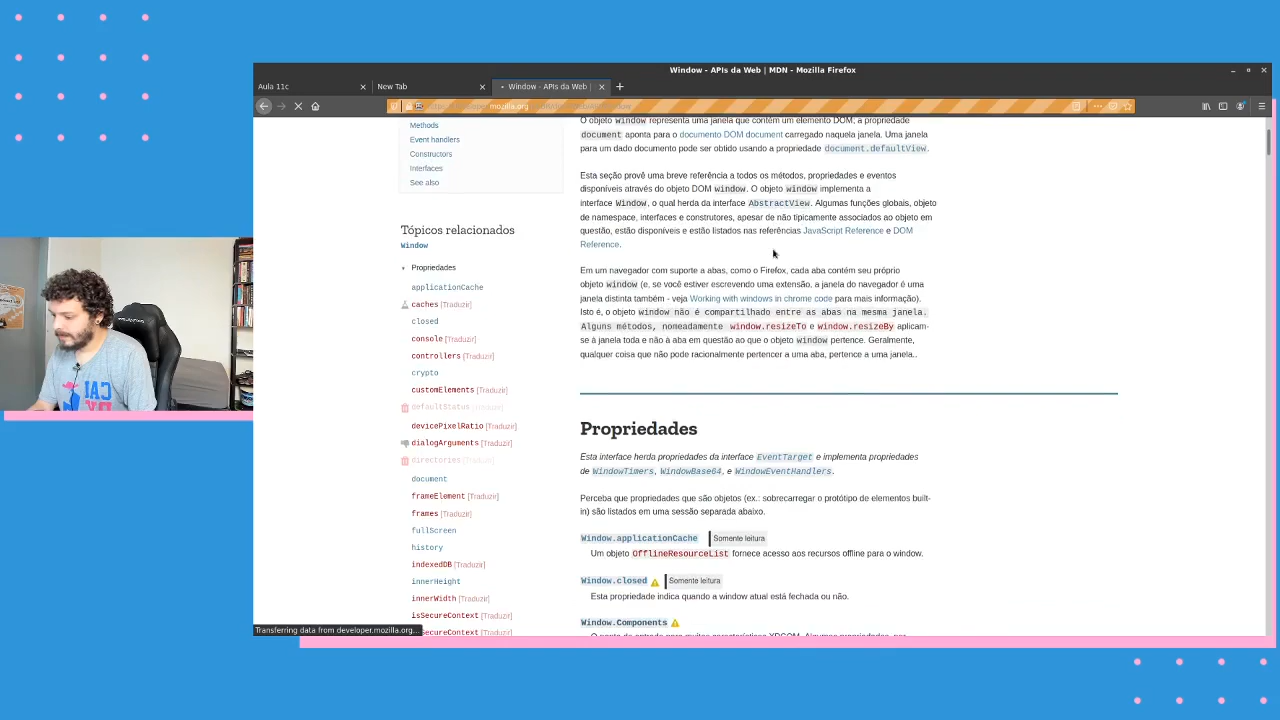 Window - APIs da Web | MDN - Mozilla Firefox
Aula 11c
New Tab
Window - APIs da Web |
Methods
Event handlers
Constructors
Interfaces
See also
Tópicos relacionados
Window
Propriedades
applicationCache
caches [Traduzir]
closed
console [Traduzir]
controllers [Traduzir]
crypto
customElements [Traduzir]
defaultStatus [Traduzir]
devicePixelRatio [Traduzir]
dialogArguments [Traduzir]
directories [Traduzir]
document
frameElement [Traduzir]
frames [Traduzir]
fullScreen
history
indexedDB [Traduzir]
innerHeight
innerWidth [Traduzir]
isSecureContext [Traduzir]
SecureContext [Traduzir]
Transferring data from developer.mozilla.org...
O objeto window representa uma janela que contém um elemento DOM; a propriedade
document aponta para o documento DOM document carregado naquela janela. Uma janela
para um dado documento pode ser obtido usando a propriedade document.defaultView.
Esta seção provê uma breve referência a todos os métodos, propriedades e eventos
disponíveis através do objeto DOM window. O objeto window implementa a
interface Window, o qual herda da interface AbstractView. Algumas funções globais, objeto
de namespace, interfaces e construtores, apesar de não tipicamente associados ao objeto em
questão, estão disponíveis e estão listados nas referências JavaScript Reference e DOM
Reference.
Em um navegador com suporte a abas, como o Firefox, cada aba contém seu próprio
objeto window (e, se você estiver escrevendo uma extensão, a janela do navegador é uma
janela distinta também - veja Working with windows in chrome code para mais informação).
Isto é, o objeto window não é compartilhado entre as abas na mesma janela.
Alguns métodos, nomeadamente window.resizeTo e window.resizeBy aplicam-
se à janela toda e não à aba em questão ao que o objeto window pertence. Geralmente,
qualquer coisa que não pode racionalmente pertencer a uma aba, pertence a uma janela..
Propriedades
Esta interface herda propriedades da interface EventTarget e implementa propriedades
de WindowTimers, WindowBase64, e WindowEventHandlers.
Perceba que propriedades que são objetos (ex.: sobrecarregar o protótipo de elementos built-
in) são listados em uma sessão separada abaixo.
Window.applicationCache Somente leitura
Um objeto OfflineResourceList fornece acesso aos recursos offline para o window.
Window.closed Somente leitura
Esta propriedade indica quando a window atual está fechada ou não.
Window.Components